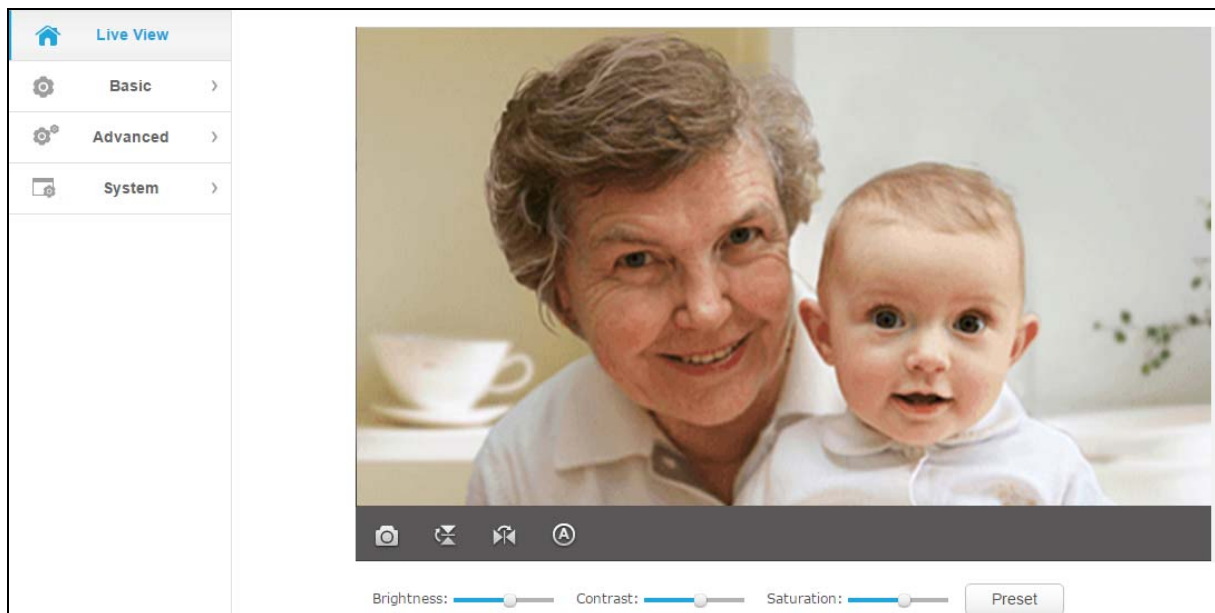 Live View
Basic
Advanced
System
A
Brightness:
Contrast:
Saturation:
Preset